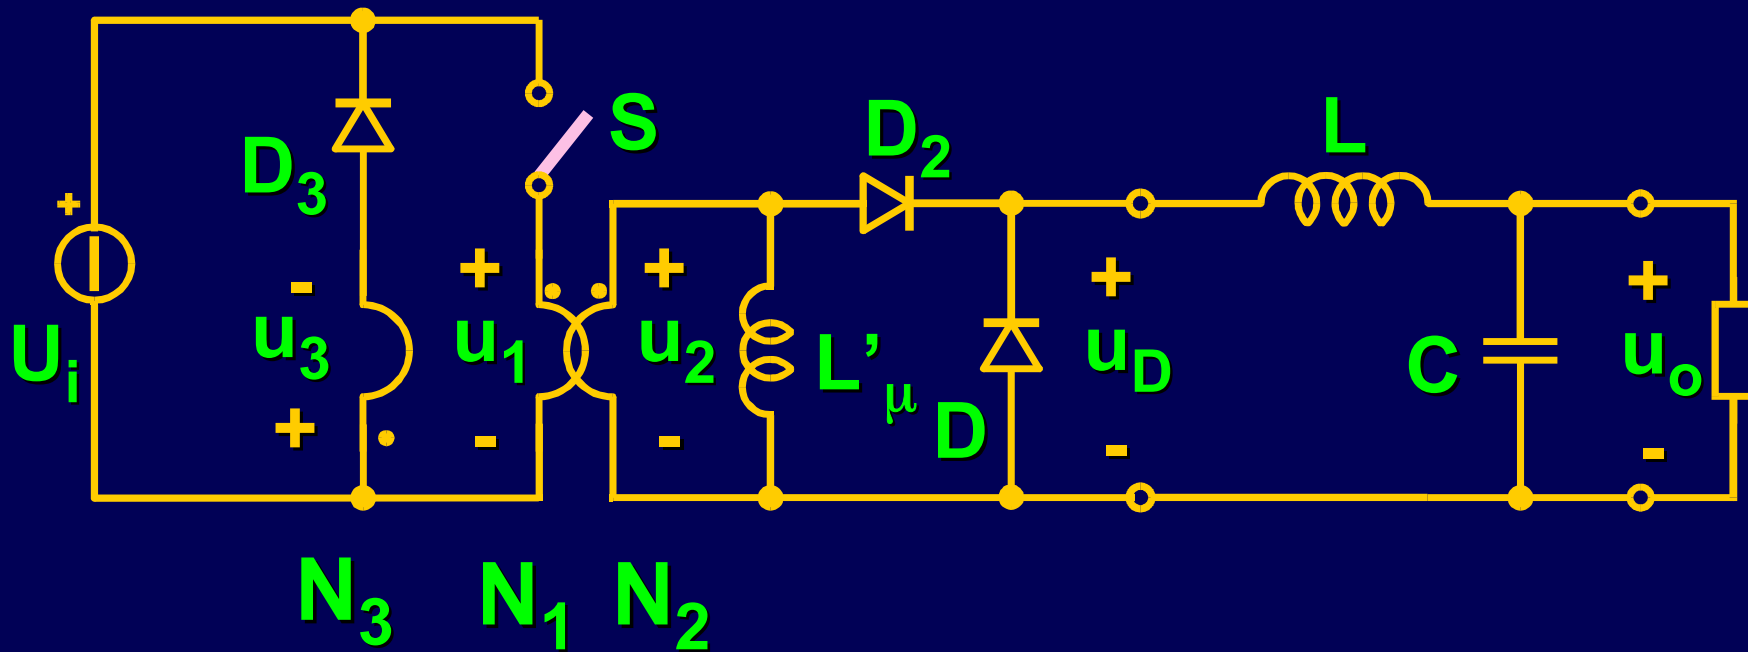 S
D2
L
D3
+
- + + + +
Ui u3 u1 u2 L’μ D uD C uo
+ - - - -
N3 N1 N2